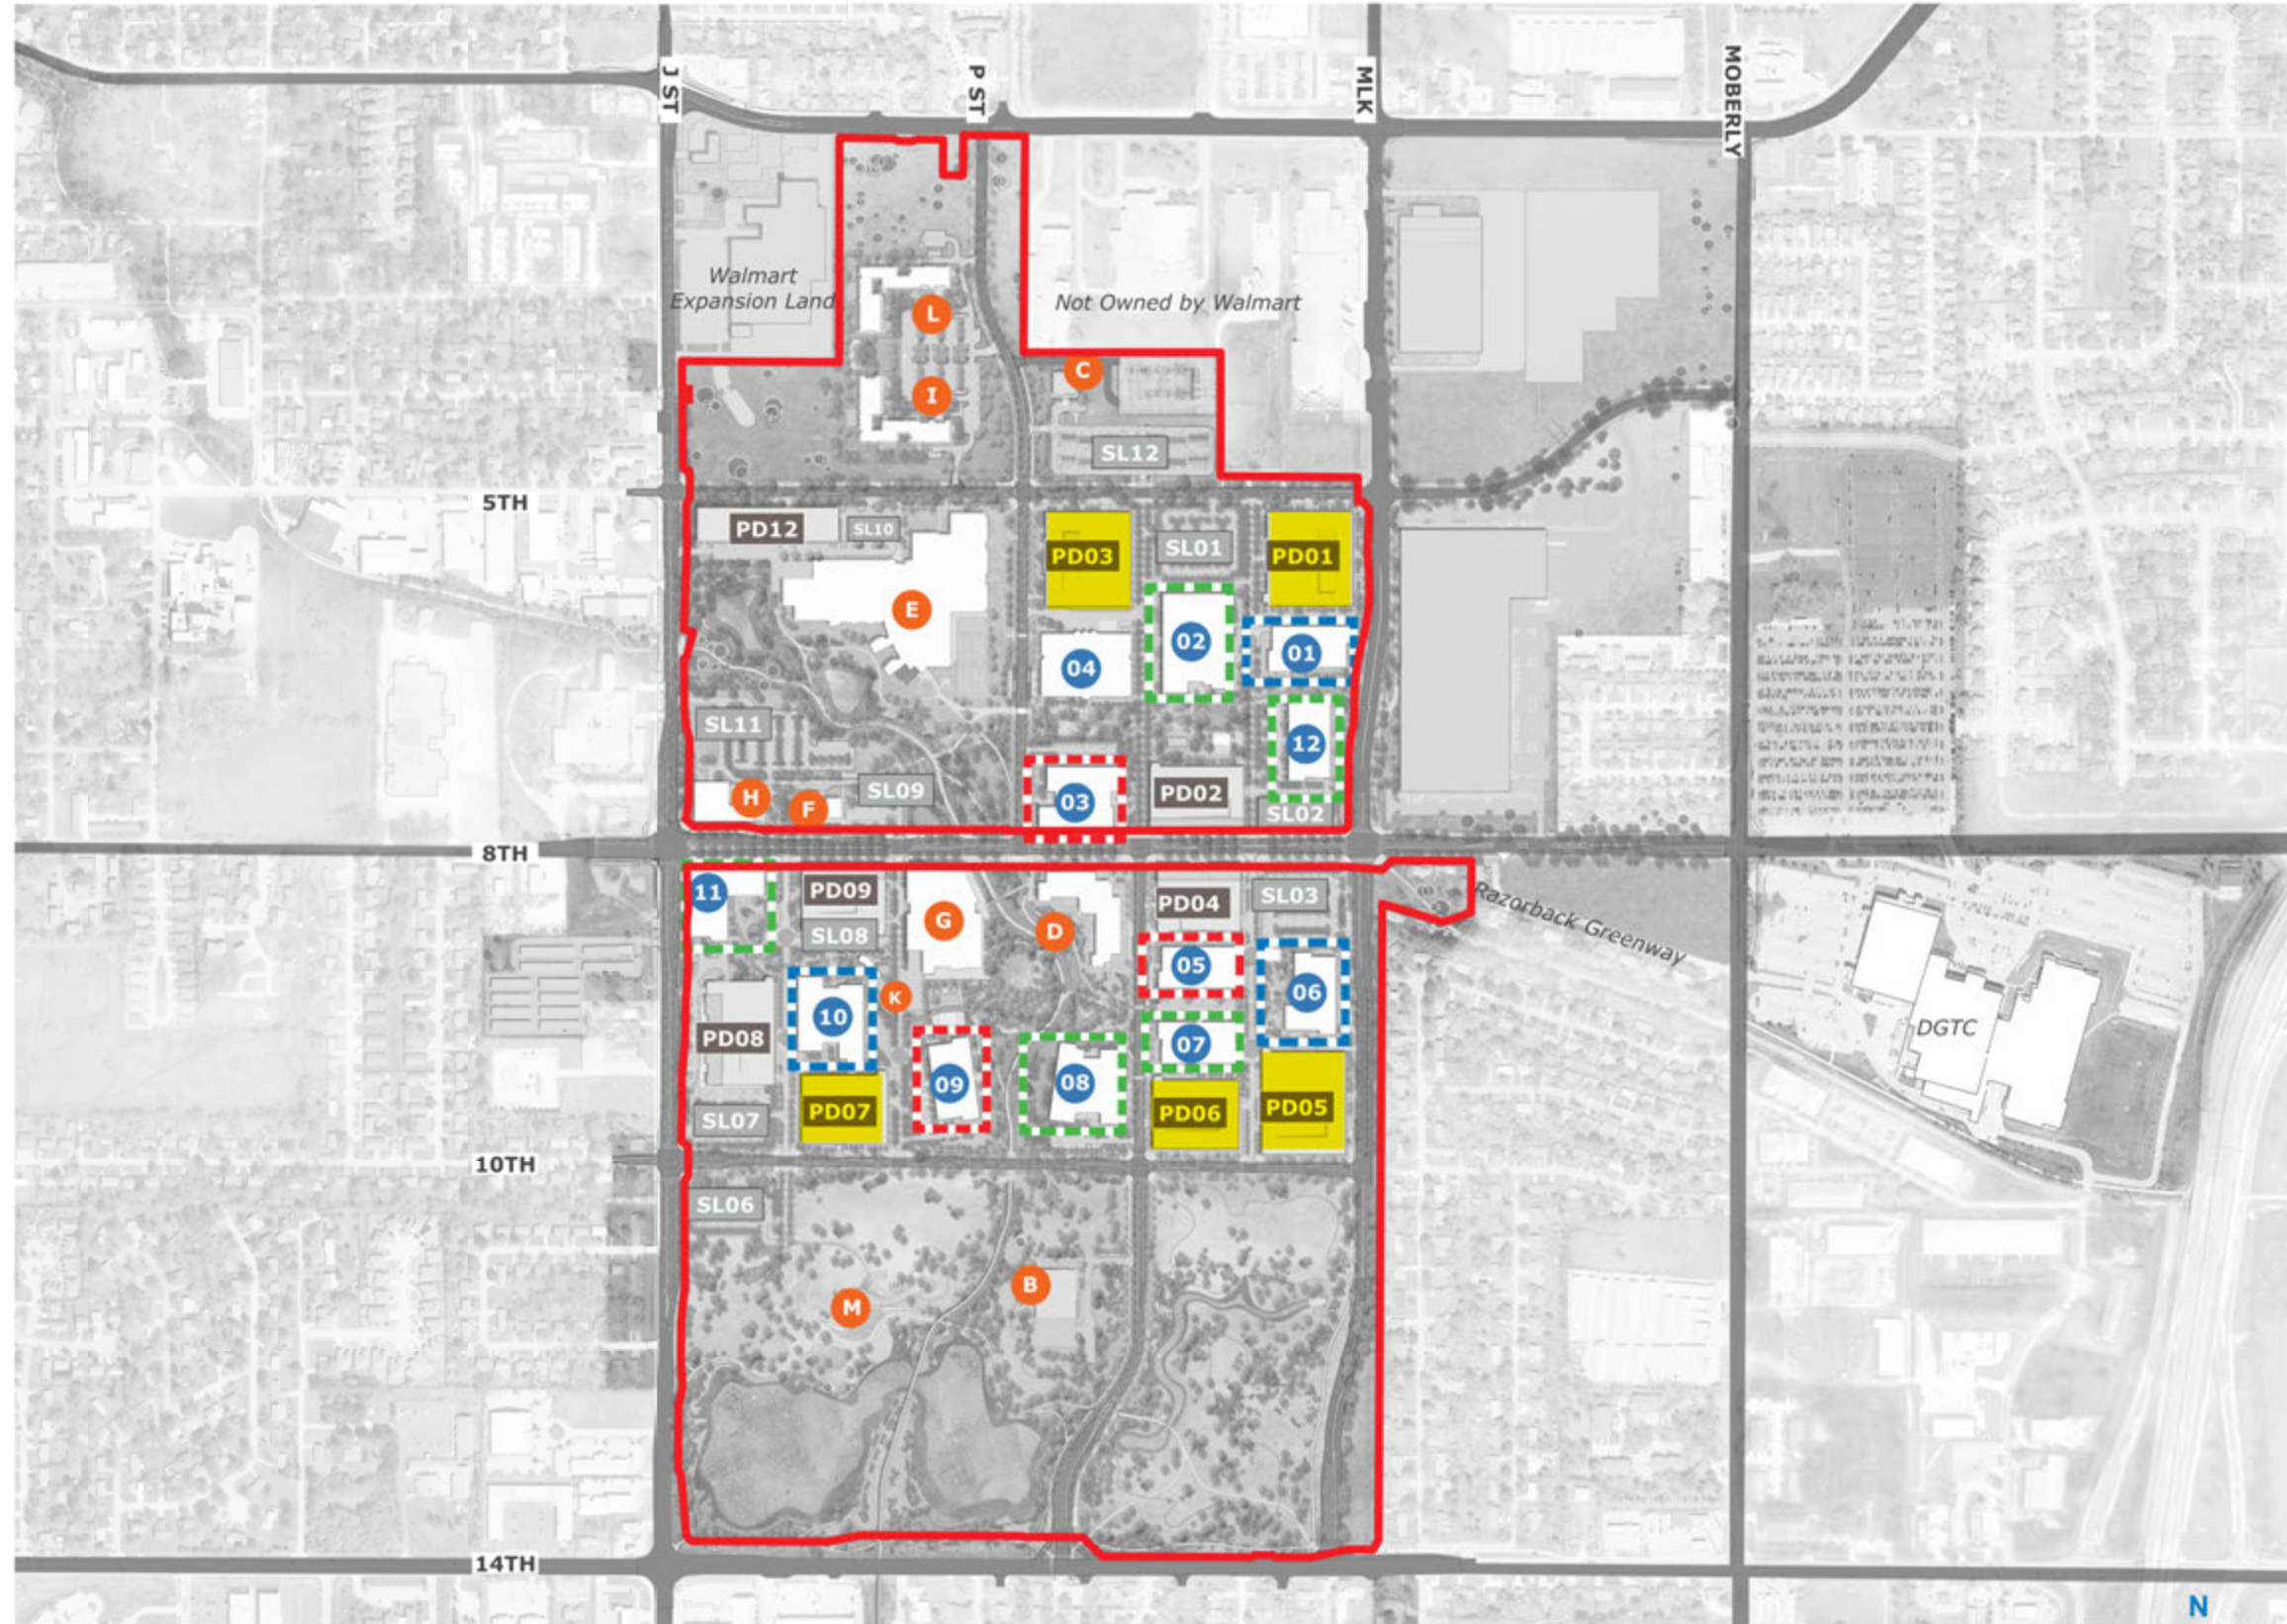 J ST
P ST
MLK
MOBERLY
Walmart
Expansion Land
Not Owned by Walmart
L
C
I
SL12
5TH
PD12
SL10
PD03
SL01
PD01
E
02
01
04
SL11
12
H
F
SL09
03
PD02
SL02
8TH
11
PD09
SL08
G
D
PD04
SL03
Razorback Greenway
05
06
K
10
PD08
07
DGTC
09
08
PD07
PD06
PD05
SL07
10TH
SL06
B
M
14TH
N